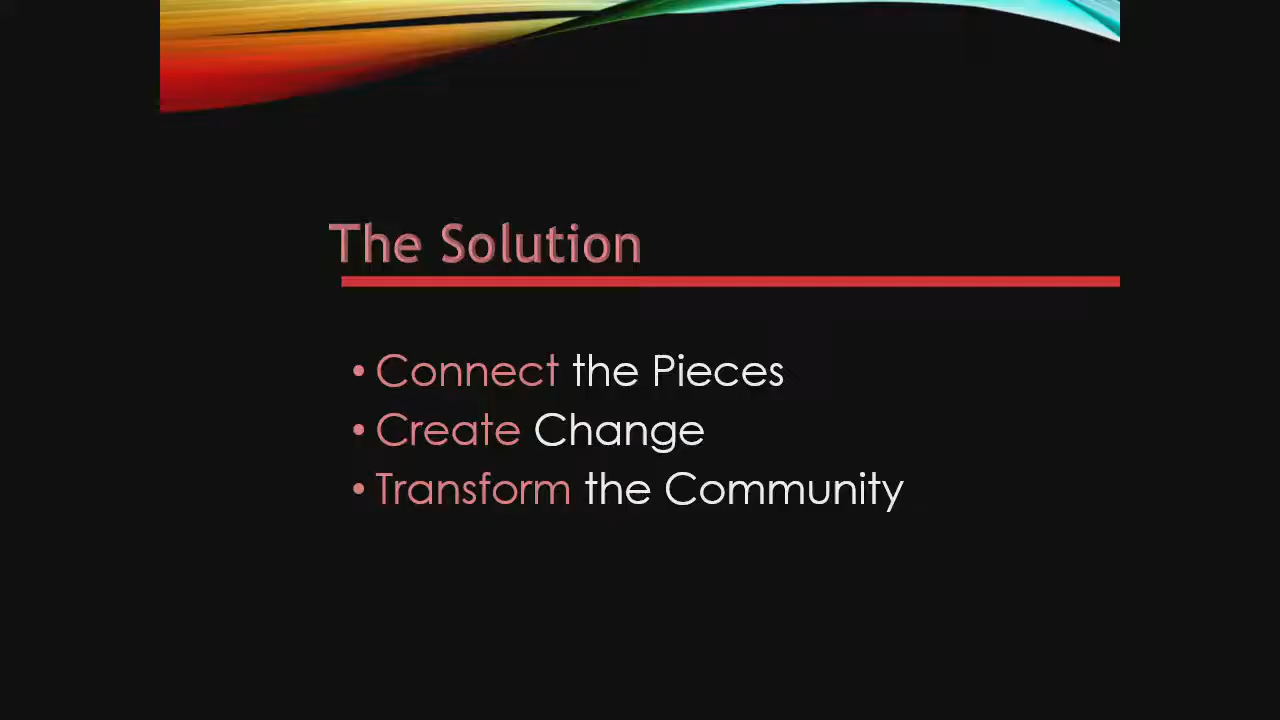 The Solution
• Connect the Pieces
• Create Change
• Transform the Community